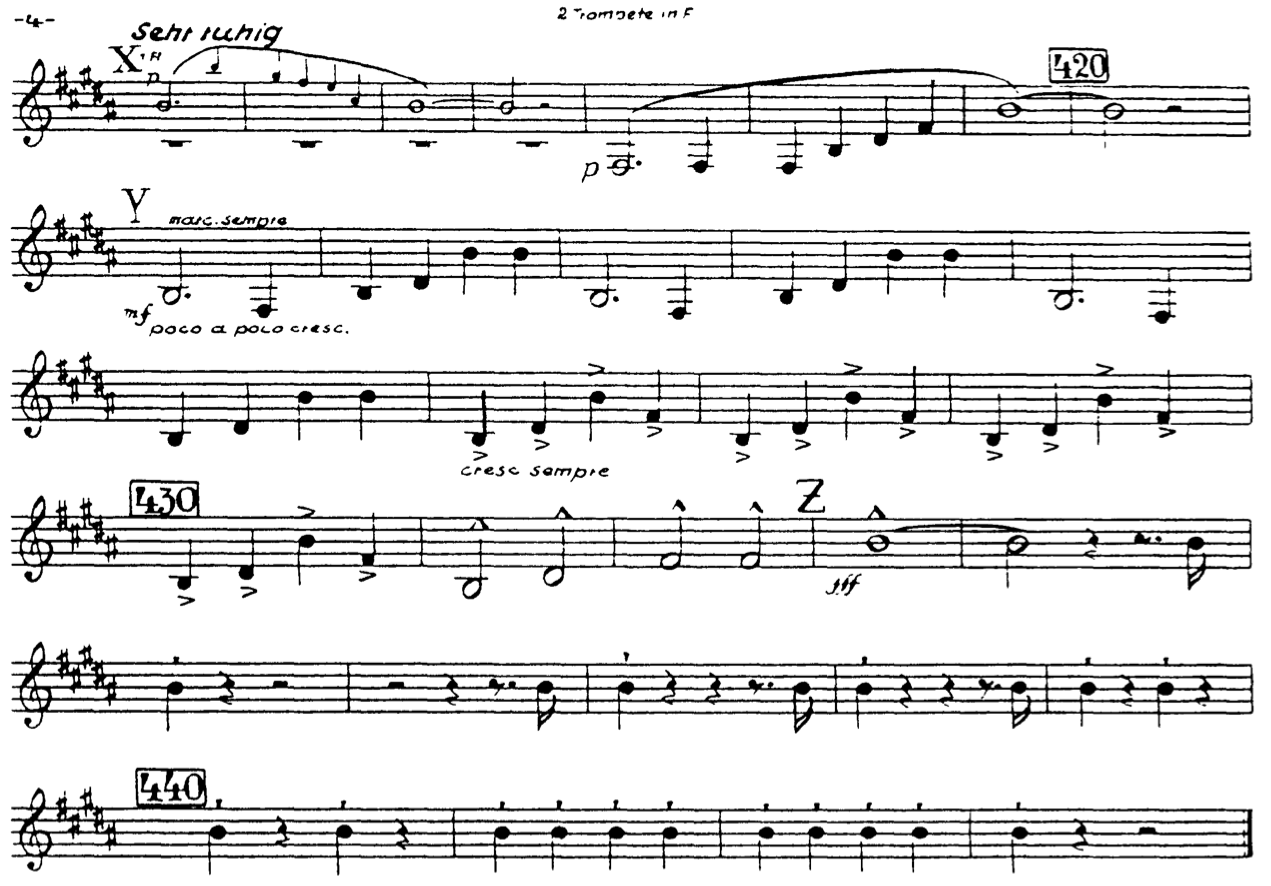 -4-
2 Trompete in F
Sehr ruhig
X
p
420
p
Y
marc. sempre
mf
poco a poco cresc.
cresc sempre
430
Z
fff
440